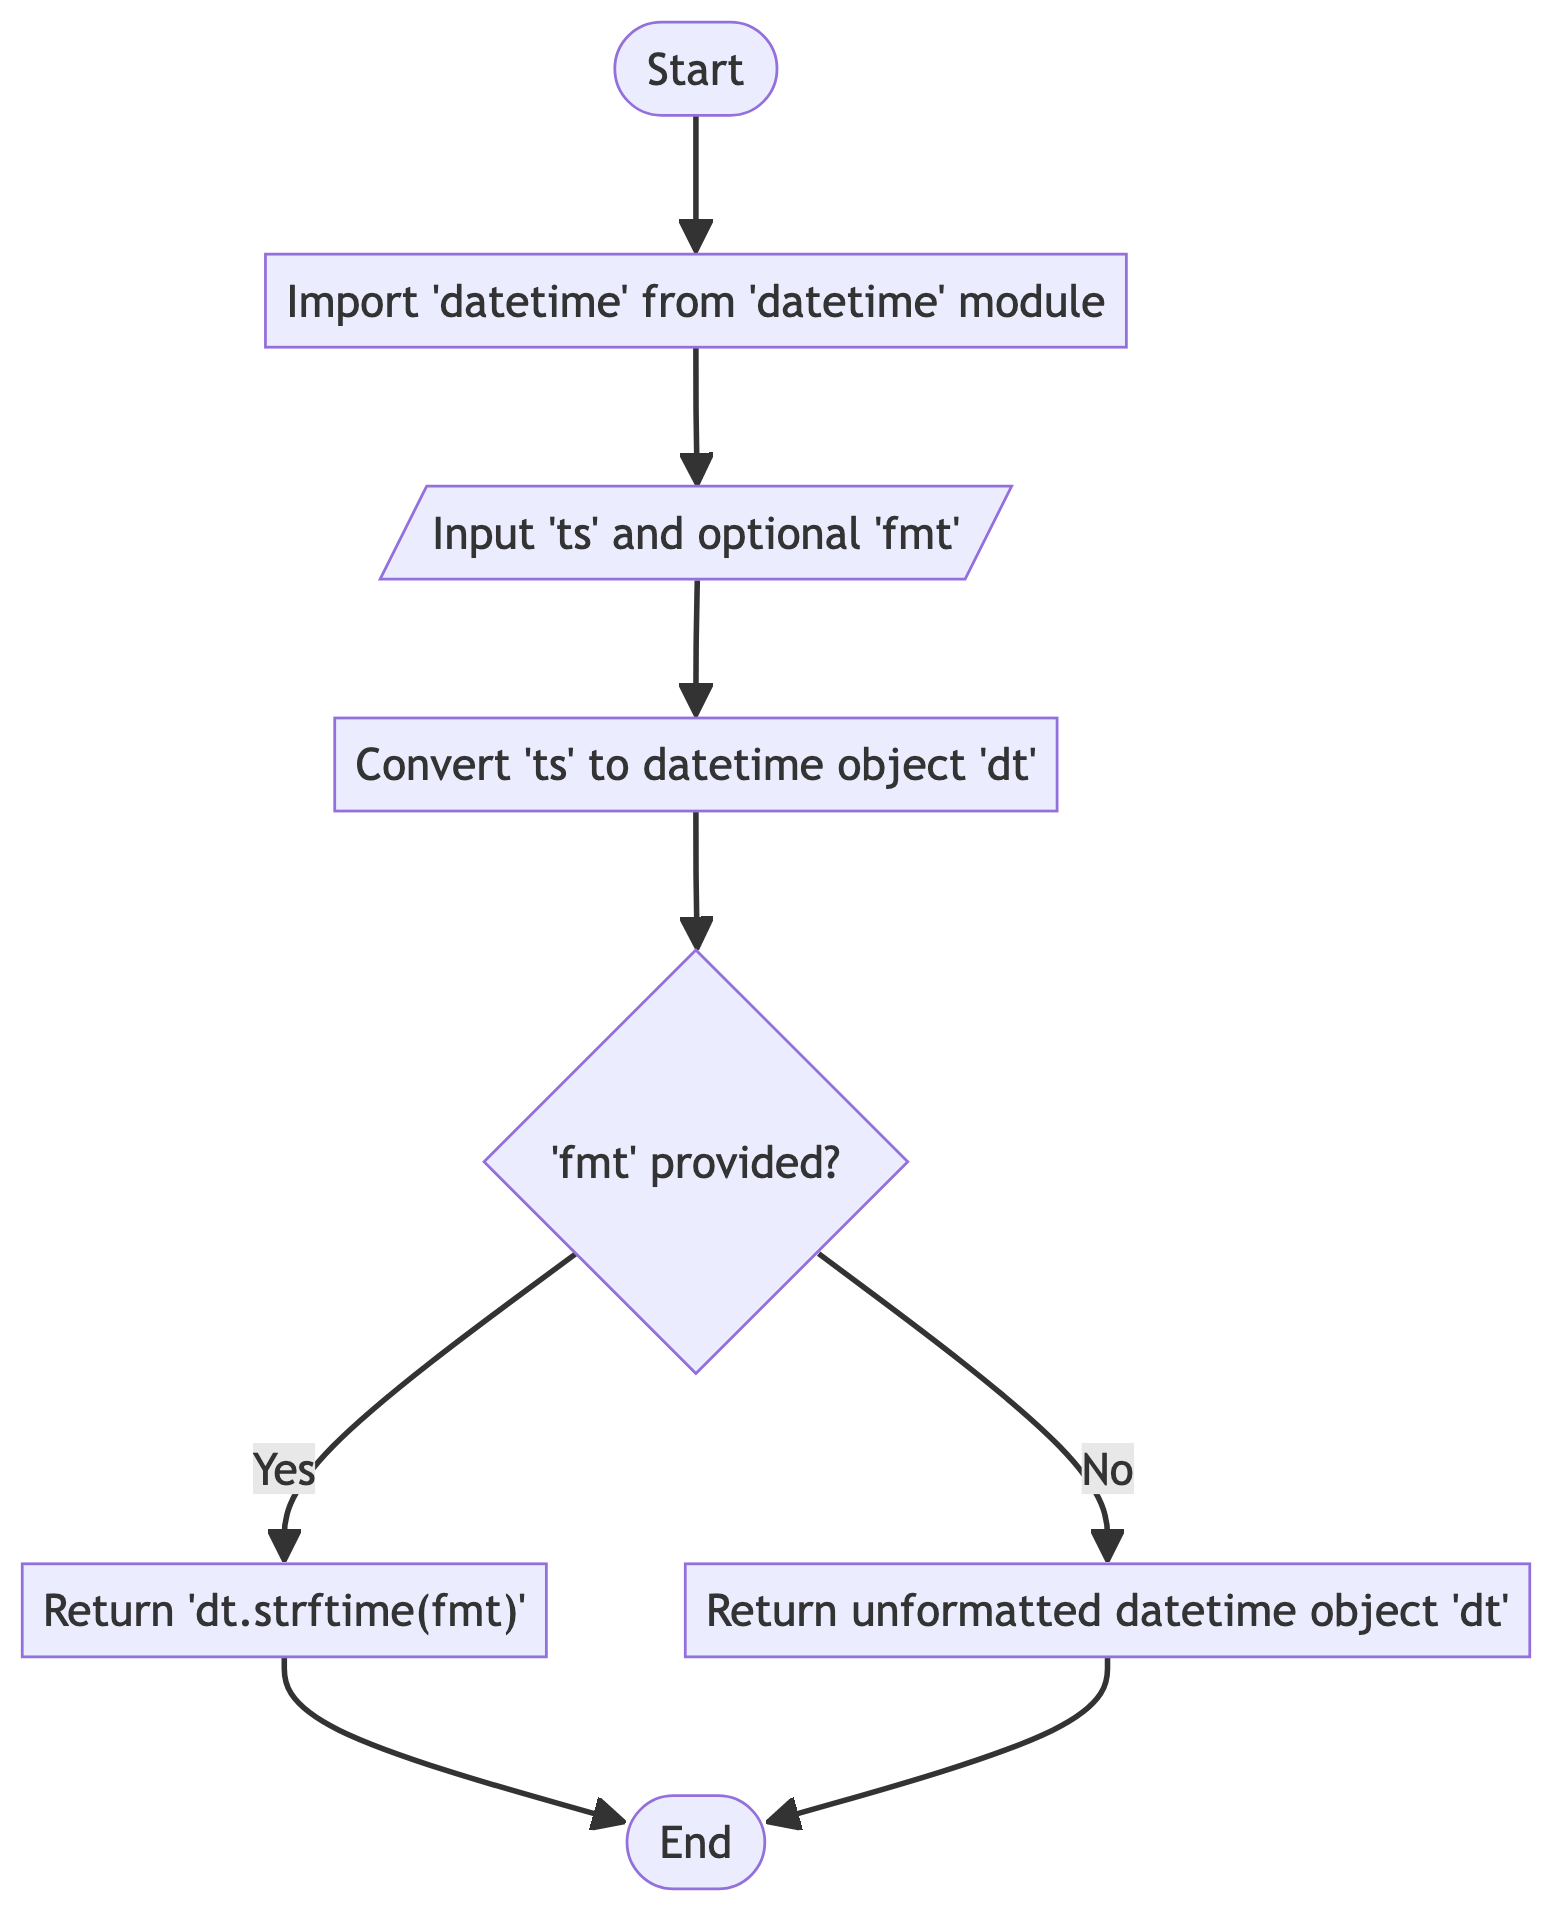 Start
Import 'datetime' from 'datetime' module
Input 'ts' and optional 'fmt'
Convert 'ts' to datetime object 'dt'
'fmt' provided?
Yes
No
Return 'dt.strftime(fmt)'
Return unformatted datetime object 'dt'
End